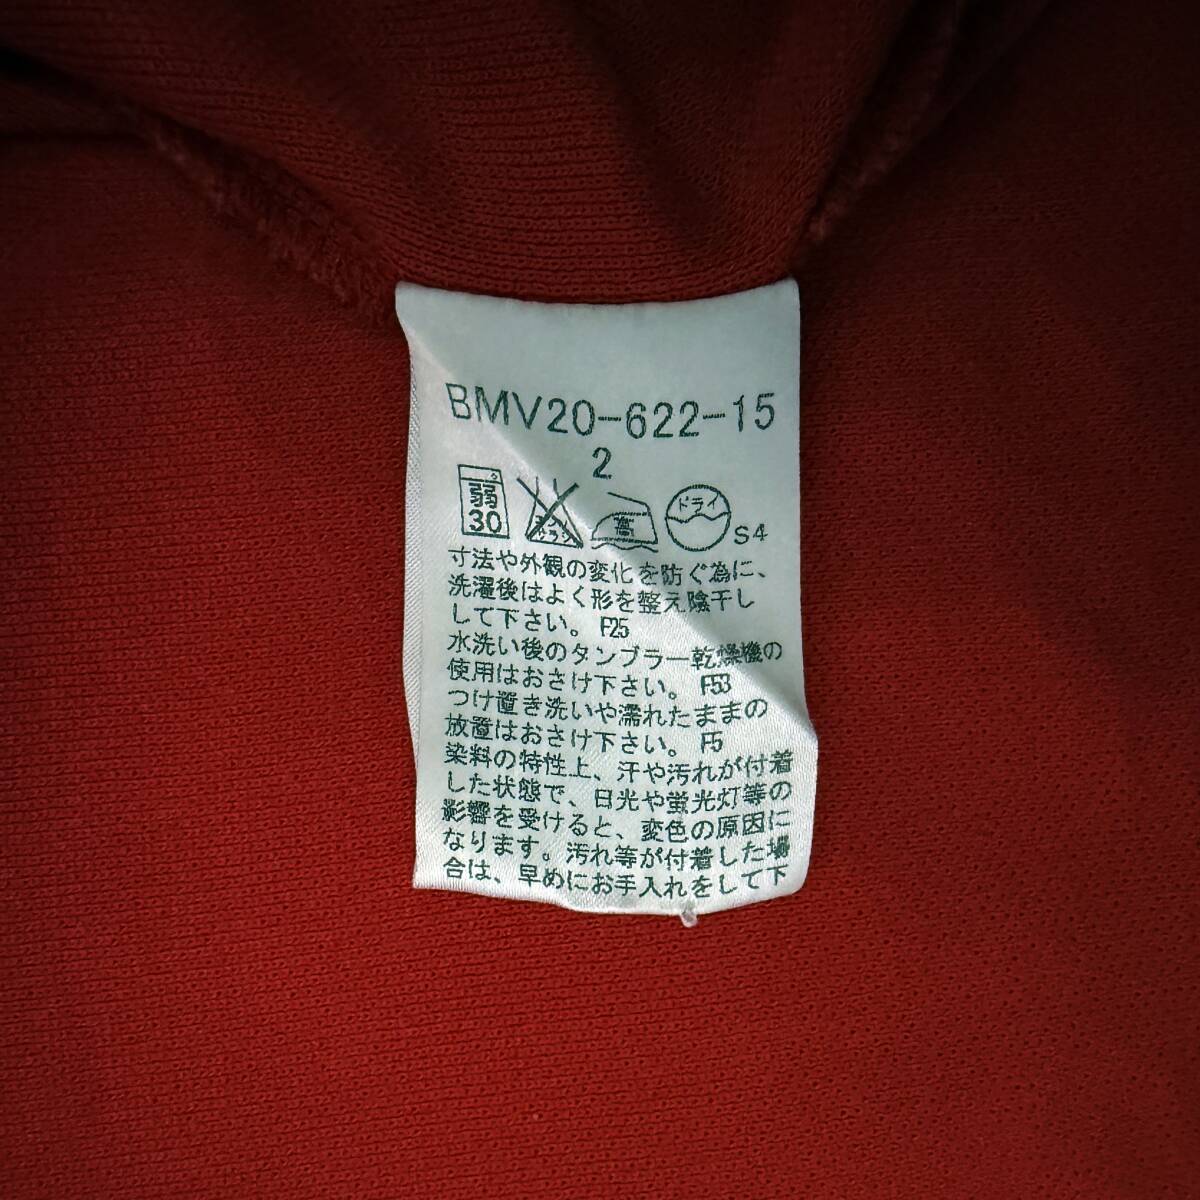 BMV20-622-15
2
弱
30
エンソ
サラシ
高
ドライ
S4
寸法や外観の変化を防ぐ為に、
洗濯後はよく形を整え陰干し
して下さい。 F25
水洗い後のタンブラー乾燥機の
使用はおさけ下さい。 F53
つけ置き洗いや濡れたままの
放置はおさけ下さい。 F5
染料の特性上、汗や汚れが付着
した状態で、日光や蛍光灯等の
影響を受けると、変色の原因に
なります。汚れ等が付着した場
合は、早めにお手入れをして下